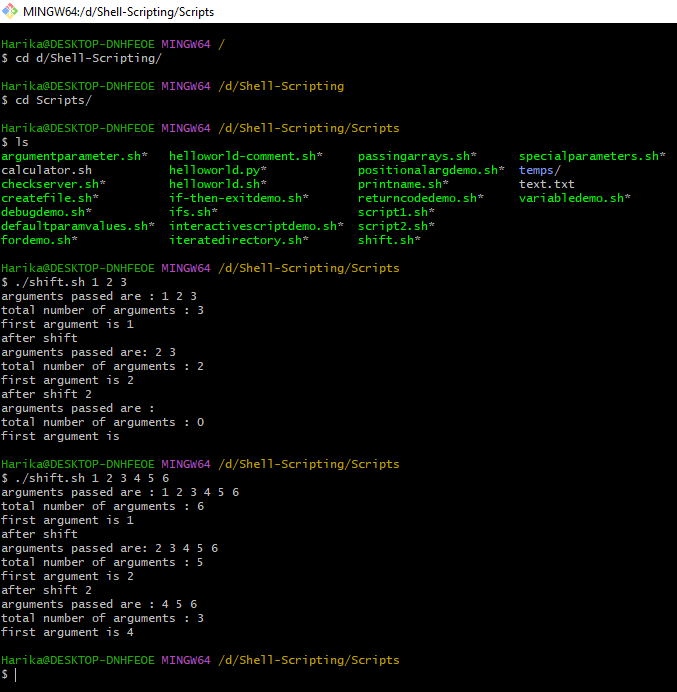 MINGW64:/d/Shell-Scripting/Scripts
Harika@DESKTOP-DNHFEOE MINGW64 /
$ cd d/Shell-Scripting/
Harika@DESKTOP-DNHFEOE MINGW64 /d/Shell-Scripting
$ cd Scripts/
Harika@DESKTOP-DNHFEOE MINGW64 /d/Shell-Scripting/Scripts
$ ls
argumentparameter.sh* helloworld-comment.sh* passingarrays.sh* specialparameters.sh*
calculator.sh helloworld.py* positionalargdemo.sh* temps/
checkserver.sh* helloworld.sh* printname.sh* text.txt
createfile.sh* if-then-exitdemo.sh* returncodedemo.sh* variabledemo.sh*
debugdemo.sh* ifs.sh* script1.sh*
defaultparamvalues.sh* interactivescriptdemo.sh* script2.sh*
fordemo.sh* iteratedirectory.sh* shift.sh*
Harika@DESKTOP-DNHFEOE MINGW64 /d/Shell-Scripting/Scripts
$ ./shift.sh 1 2 3
arguments passed are : 1 2 3
total number of arguments : 3
first argument is 1
after shift
arguments passed are: 2 3
total number of arguments : 2
first argument is 2
after shift 2
arguments passed are :
total number of arguments : 0
first argument is
Harika@DESKTOP-DNHFEOE MINGW64 /d/Shell-Scripting/Scripts
$ ./shift.sh 1 2 3 4 5 6
arguments passed are : 1 2 3 4 5 6
total number of arguments : 6
first argument is 1
after shift
arguments passed are: 2 3 4 5 6
total number of arguments : 5
first argument is 2
after shift 2
arguments passed are : 4 5 6
total number of arguments : 3
first argument is 4
Harika@DESKTOP-DNHFEOE MINGW64 /d/Shell-Scripting/Scripts
$